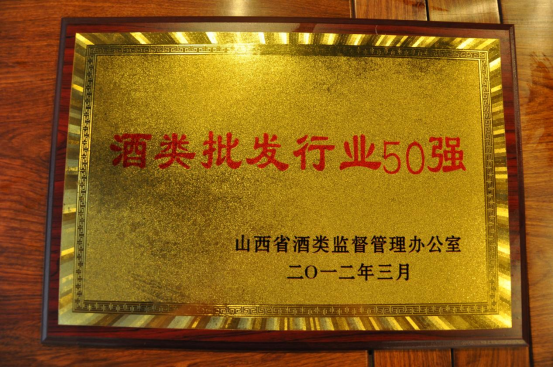 酒类批发行业50强
山西省酒类监督管理办公室
二〇一二年三月